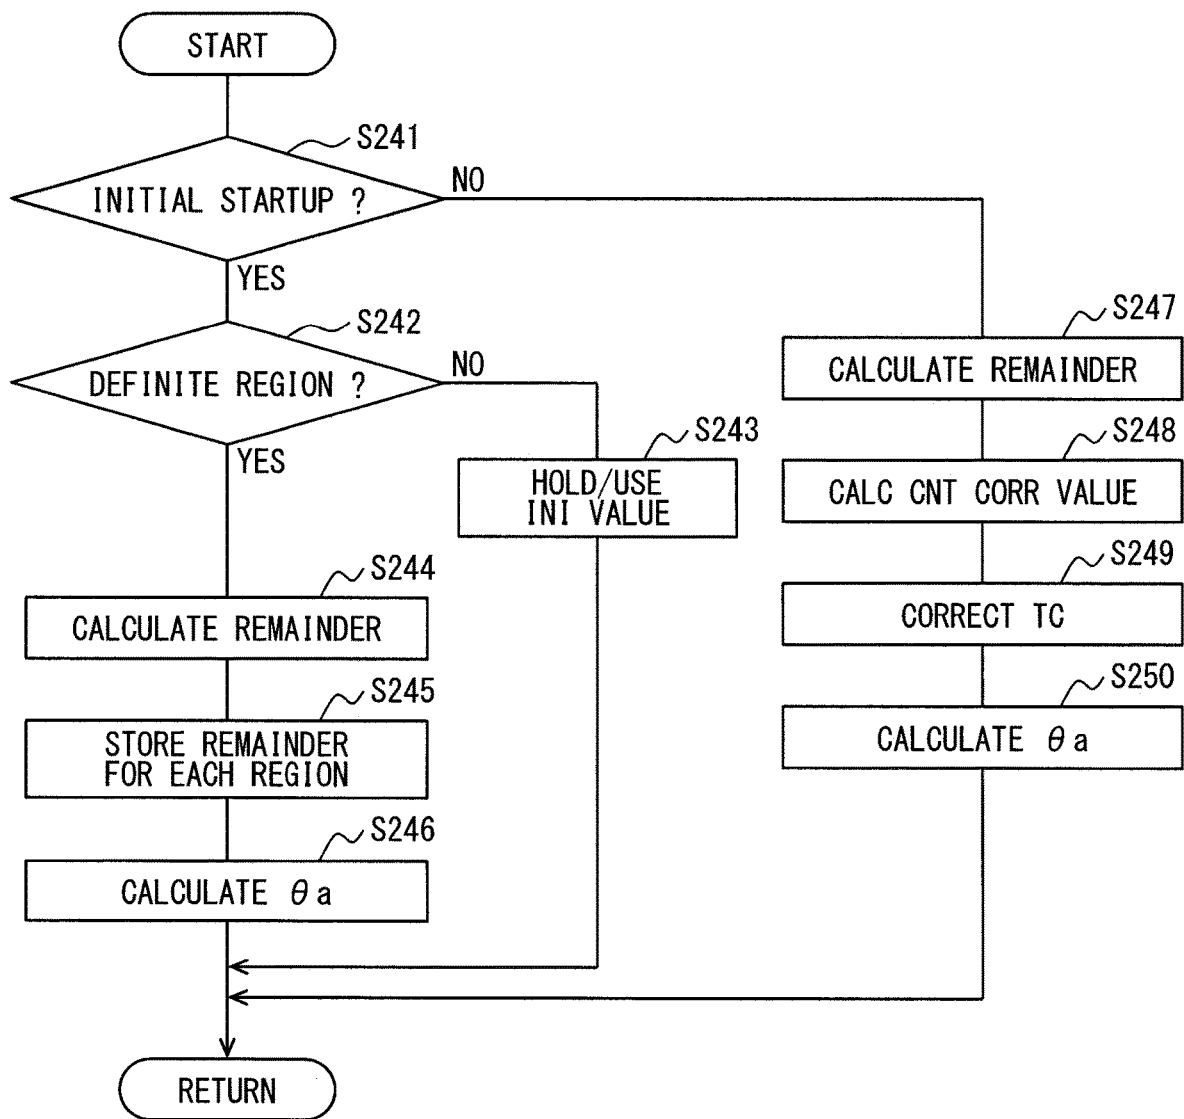 START
S241
INITIAL STARTUP ?
NO
YES
S242
DEFINITE REGION ?
NO
YES
S243
HOLD/USE
INI VALUE
S244
CALCULATE REMAINDER
S245
STORE REMAINDER
FOR EACH REGION
S246
CALCULATE θa
S247
CALCULATE REMAINDER
S248
CALC CNT CORR VALUE
S249
CORRECT TC
S250
CALCULATE θa
RETURN